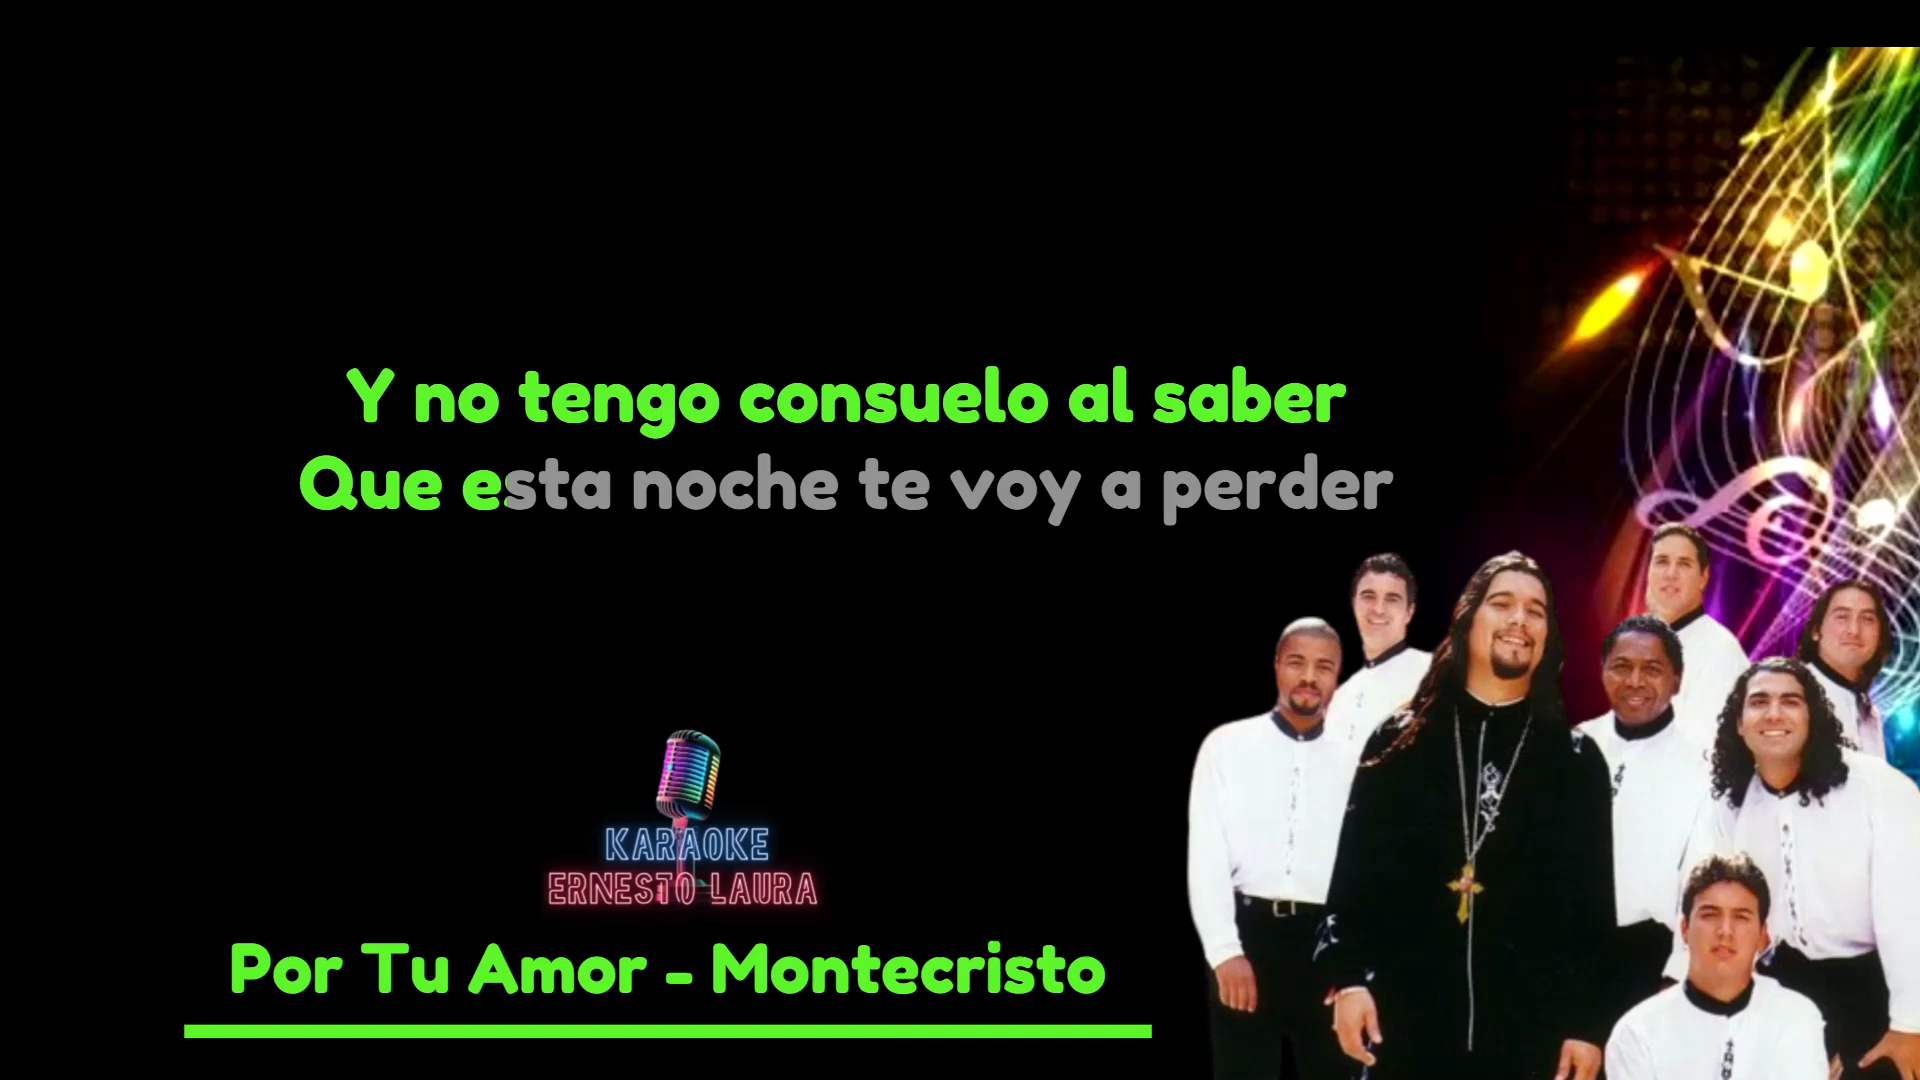 Y no tengo consuelo al saber
Que esta noche te voy a perder
KARAOKE
ERNESTO LAURA
Por Tu Amor - Montecristo